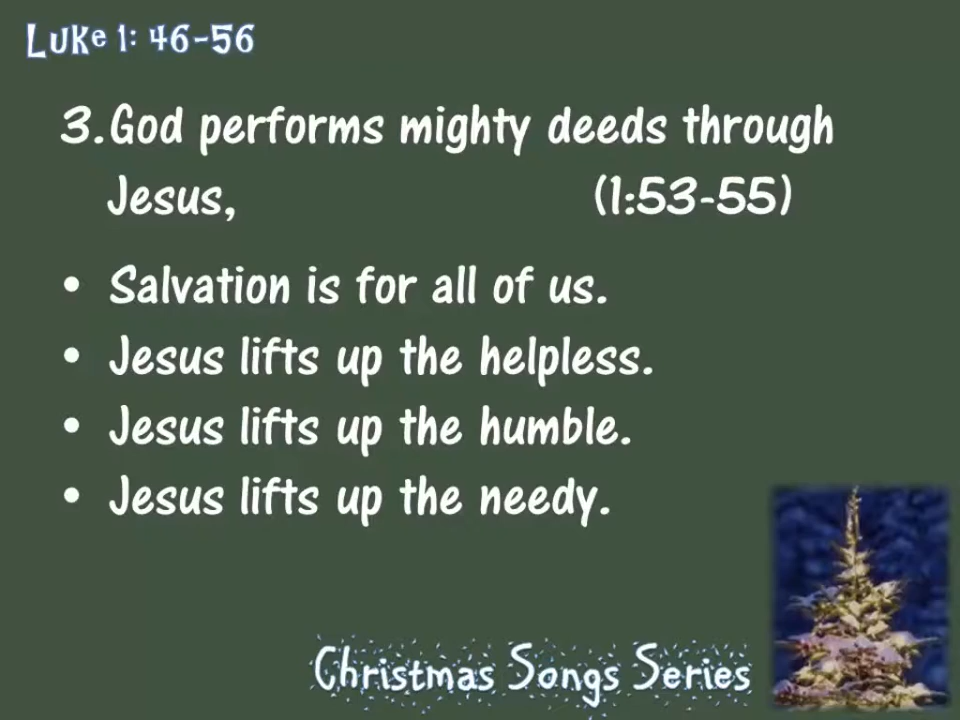 Luke 1: 46-56
3.God performs mighty deeds through
Jesus, (1:53-55)
• Salvation is for all of us.
• Jesus lifts up the helpless.
• Jesus lifts up the humble.
• Jesus lifts up the needy.
Christmas Songs Series